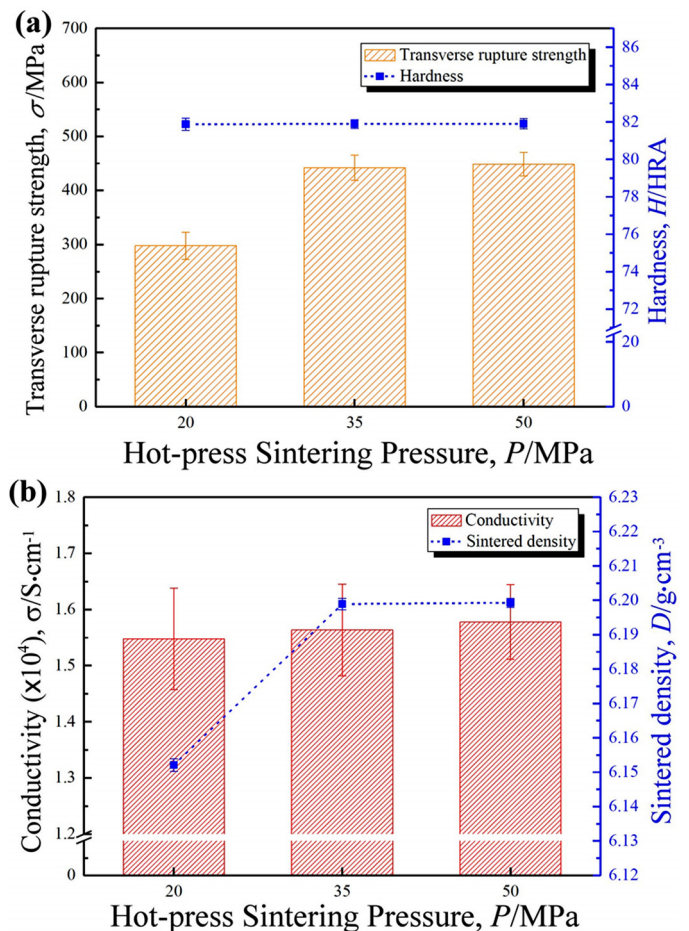 (a)
Transverse rupture strength, σ/MPa
700
600
500
400
300
200
100
0
Transverse rupture strength
Hardness
86
84
82
80
76
75
74
72
20
0
Hardness, H/HRA
20 35 50
Hot-press Sintering Pressure, P/MPa
(b)
Conductivity (x10⁴), σ/S·cm⁻¹
1.8
1.7
1.6
1.5
1.4
1.3
1.2
0
Conductivity
Sintered density
6.23
6.22
6.21
6.20
6.19
6.18
6.17
6.16
6.15
6.14
6.13
6.12
Sintered density, D/g·cm⁻³
20 35 50
Hot-press Sintering Pressure, P/MPa